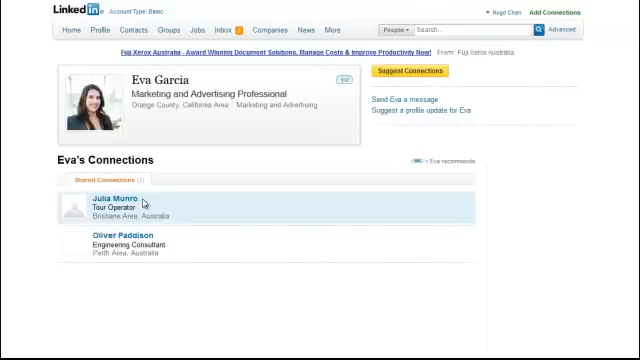 LinkedIn Account Type: Basic
Hugo Chan Add Connections
Home Profile Contacts Groups Jobs Inbox Companies News More
People Search... Advanced
Fuji Xerox Australia - Award Winning Document Solutions, Manage Costs & Improve Productivity Now! From: Fuji Xerox Australia
Eva Garcia
1st
Marketing and Advertising Professional
Orange County, California Area Marketing and Advertising
Suggest Connections
Send Eva a message
Suggest a profile update for Eva
Eva's Connections
= Eva recommends
Shared Connections (2)
Julia Munro
Tour Operator
Brisbane Area, Australia
Oliver Paddison
Engineering Consultant
Perth Area, Australia